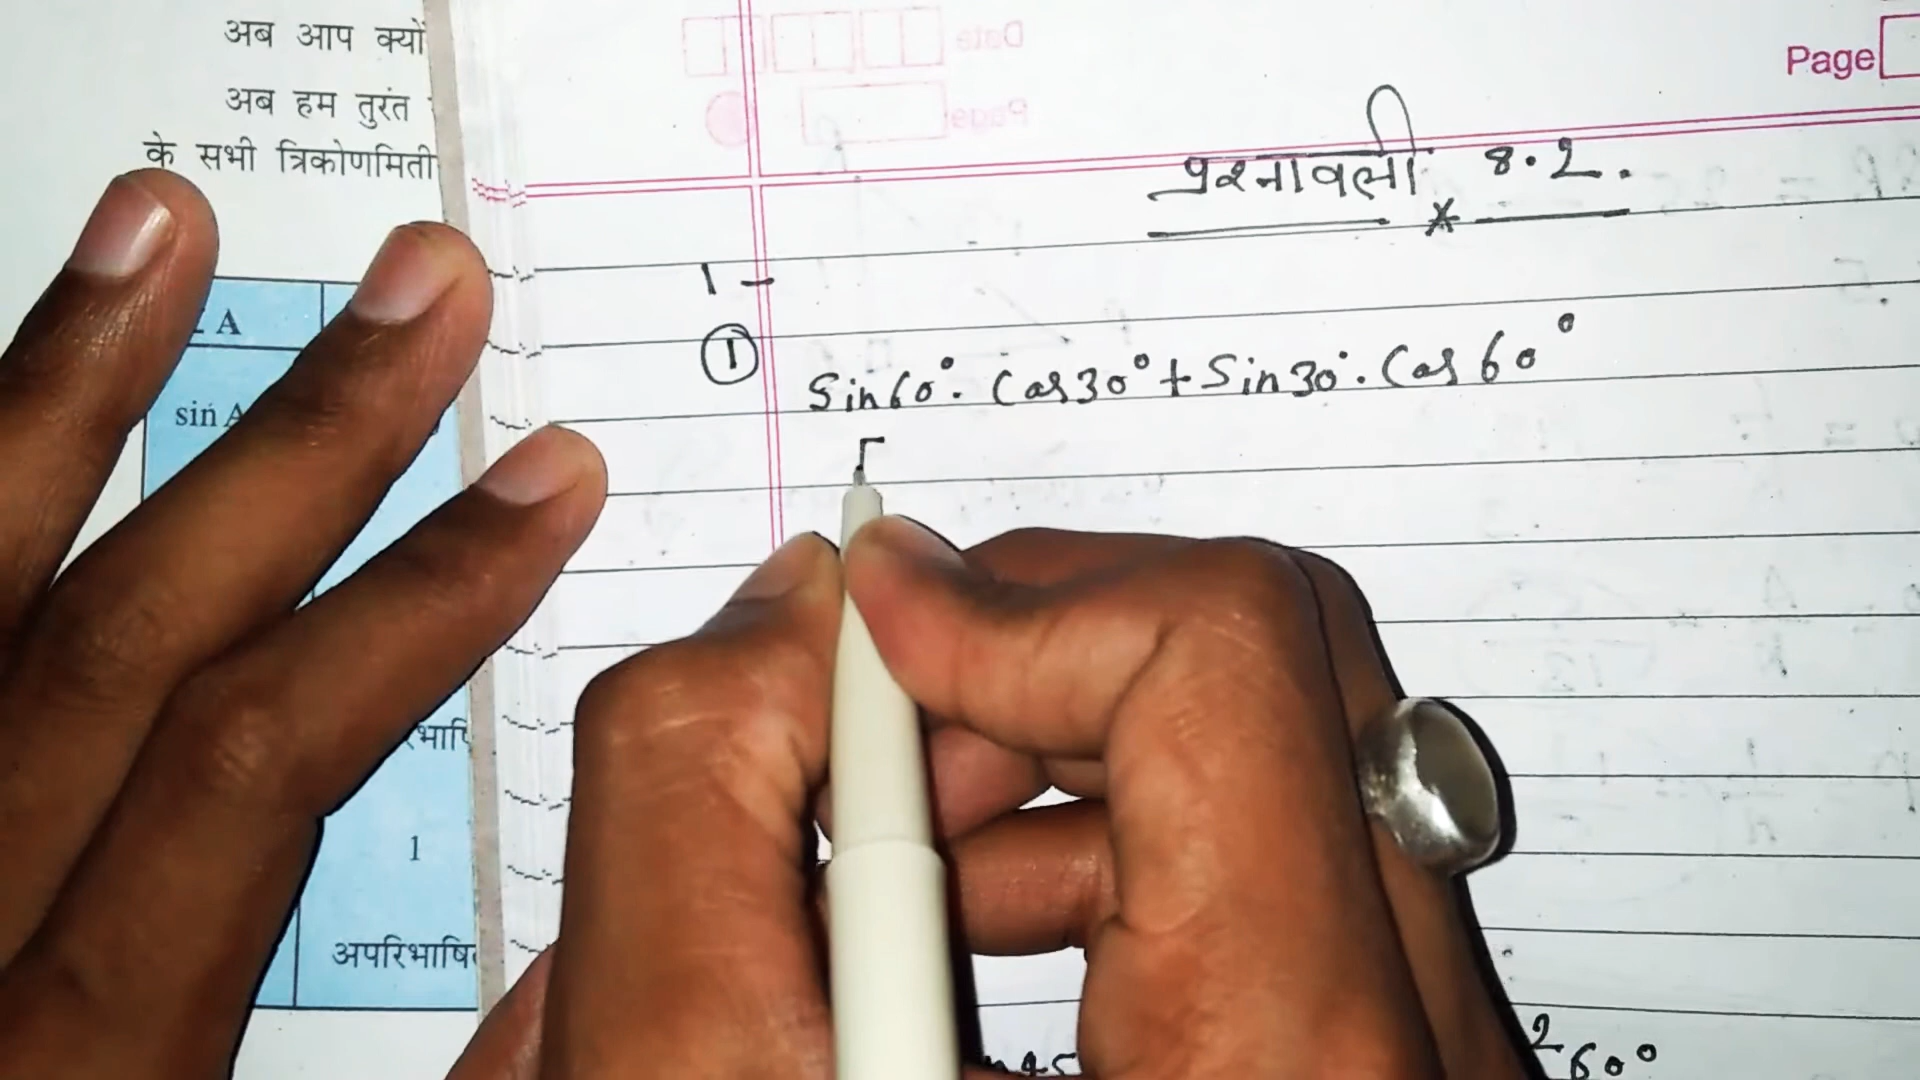 अब आप क्यों
अब हम तुरंत
के सभी त्रिकोणमिती
A
sin A
1
Date
Page
Page
प्रश्नावली 8.2.
*
1 -
① Sin60°. Cos30° + Sin30°. Cos60°
²60°